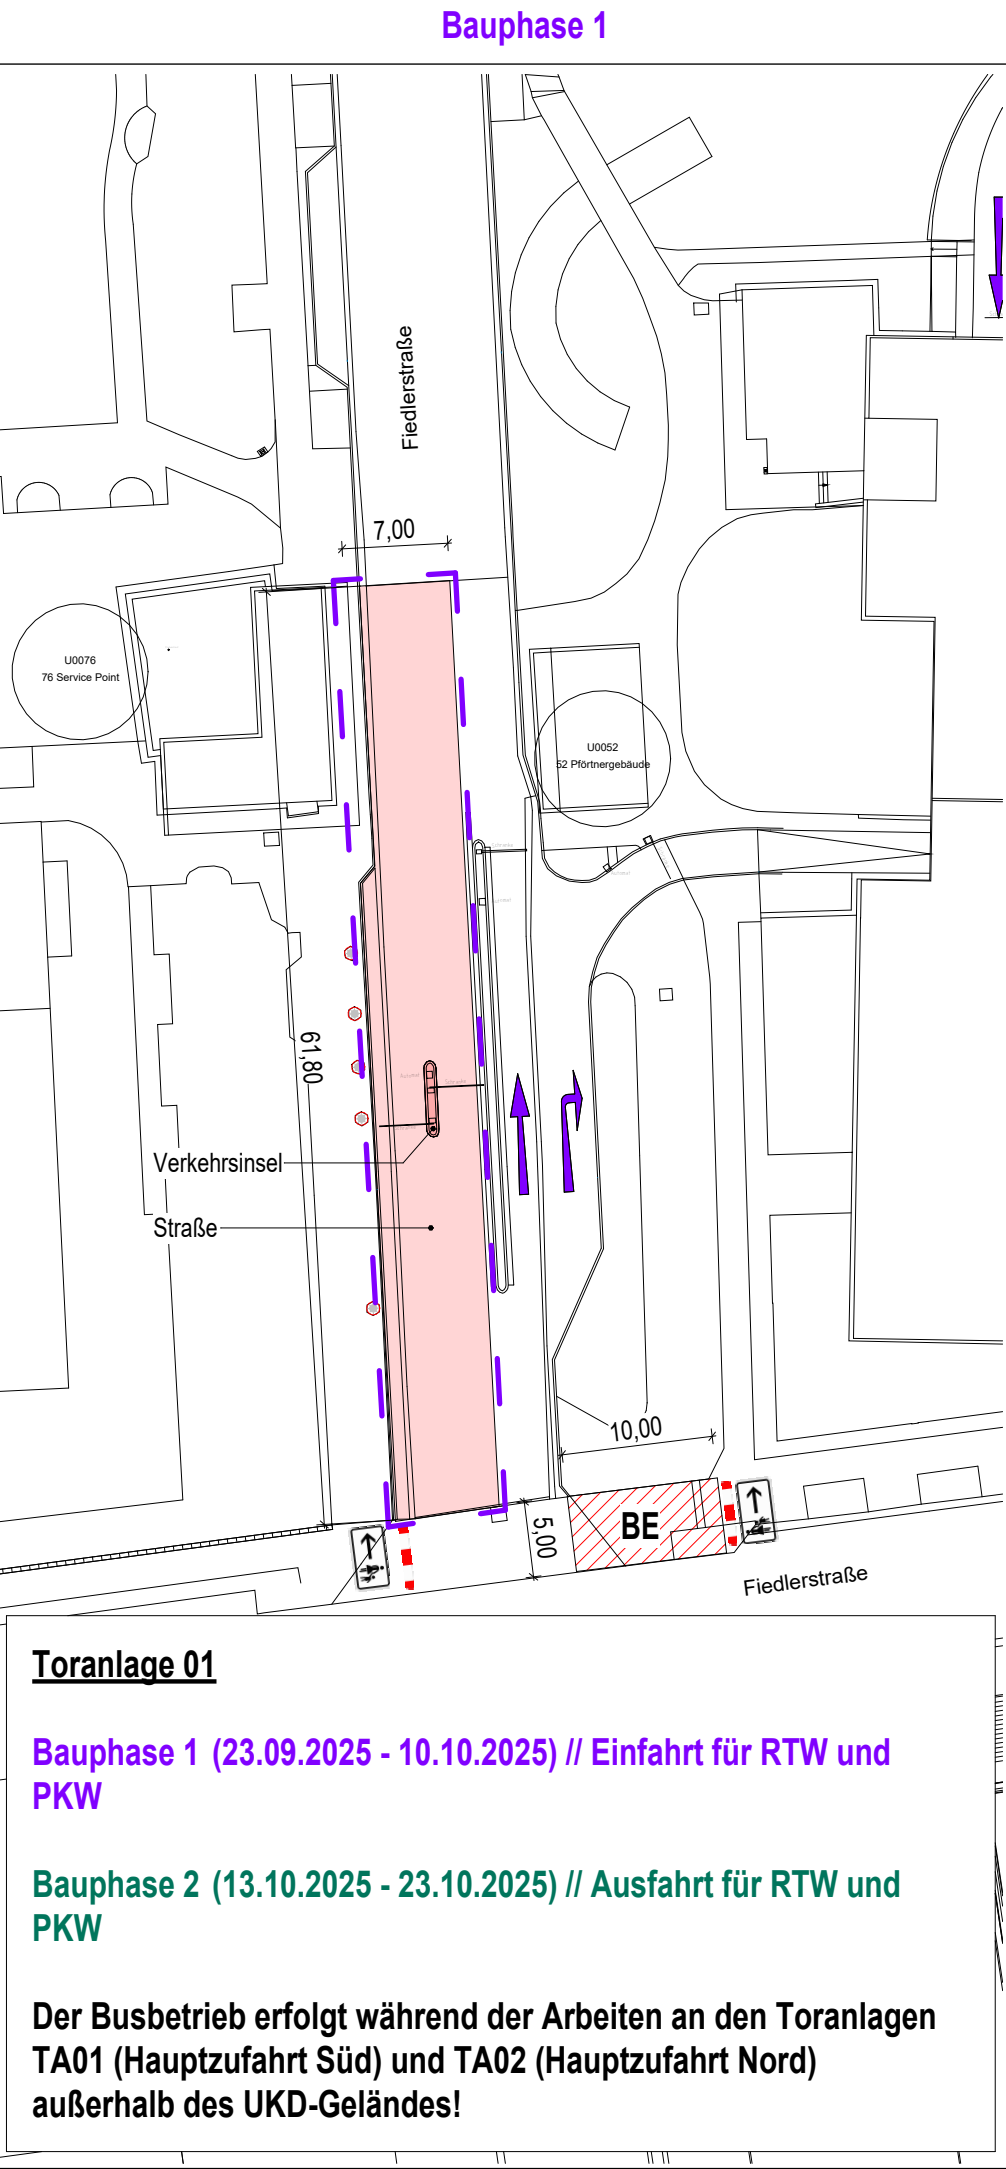 Bauphase 1
Fiedlerstraße
7,00
U0076
76 Service Point
U0052
52 Pförtnergebäude
61,80
Verkehrsinsel
Straße
10,00
BE
5,00
Fiedlerstraße
Toranlage 01
Bauphase 1 (23.09.2025 - 10.10.2025) // Einfahrt für RTW und
PKW
Bauphase 2 (13.10.2025 - 23.10.2025) // Ausfahrt für RTW und
PKW
Der Busbetrieb erfolgt während der Arbeiten an den Toranlagen
TA01 (Hauptzufahrt Süd) und TA02 (Hauptzufahrt Nord)
außerhalb des UKD-Geländes!